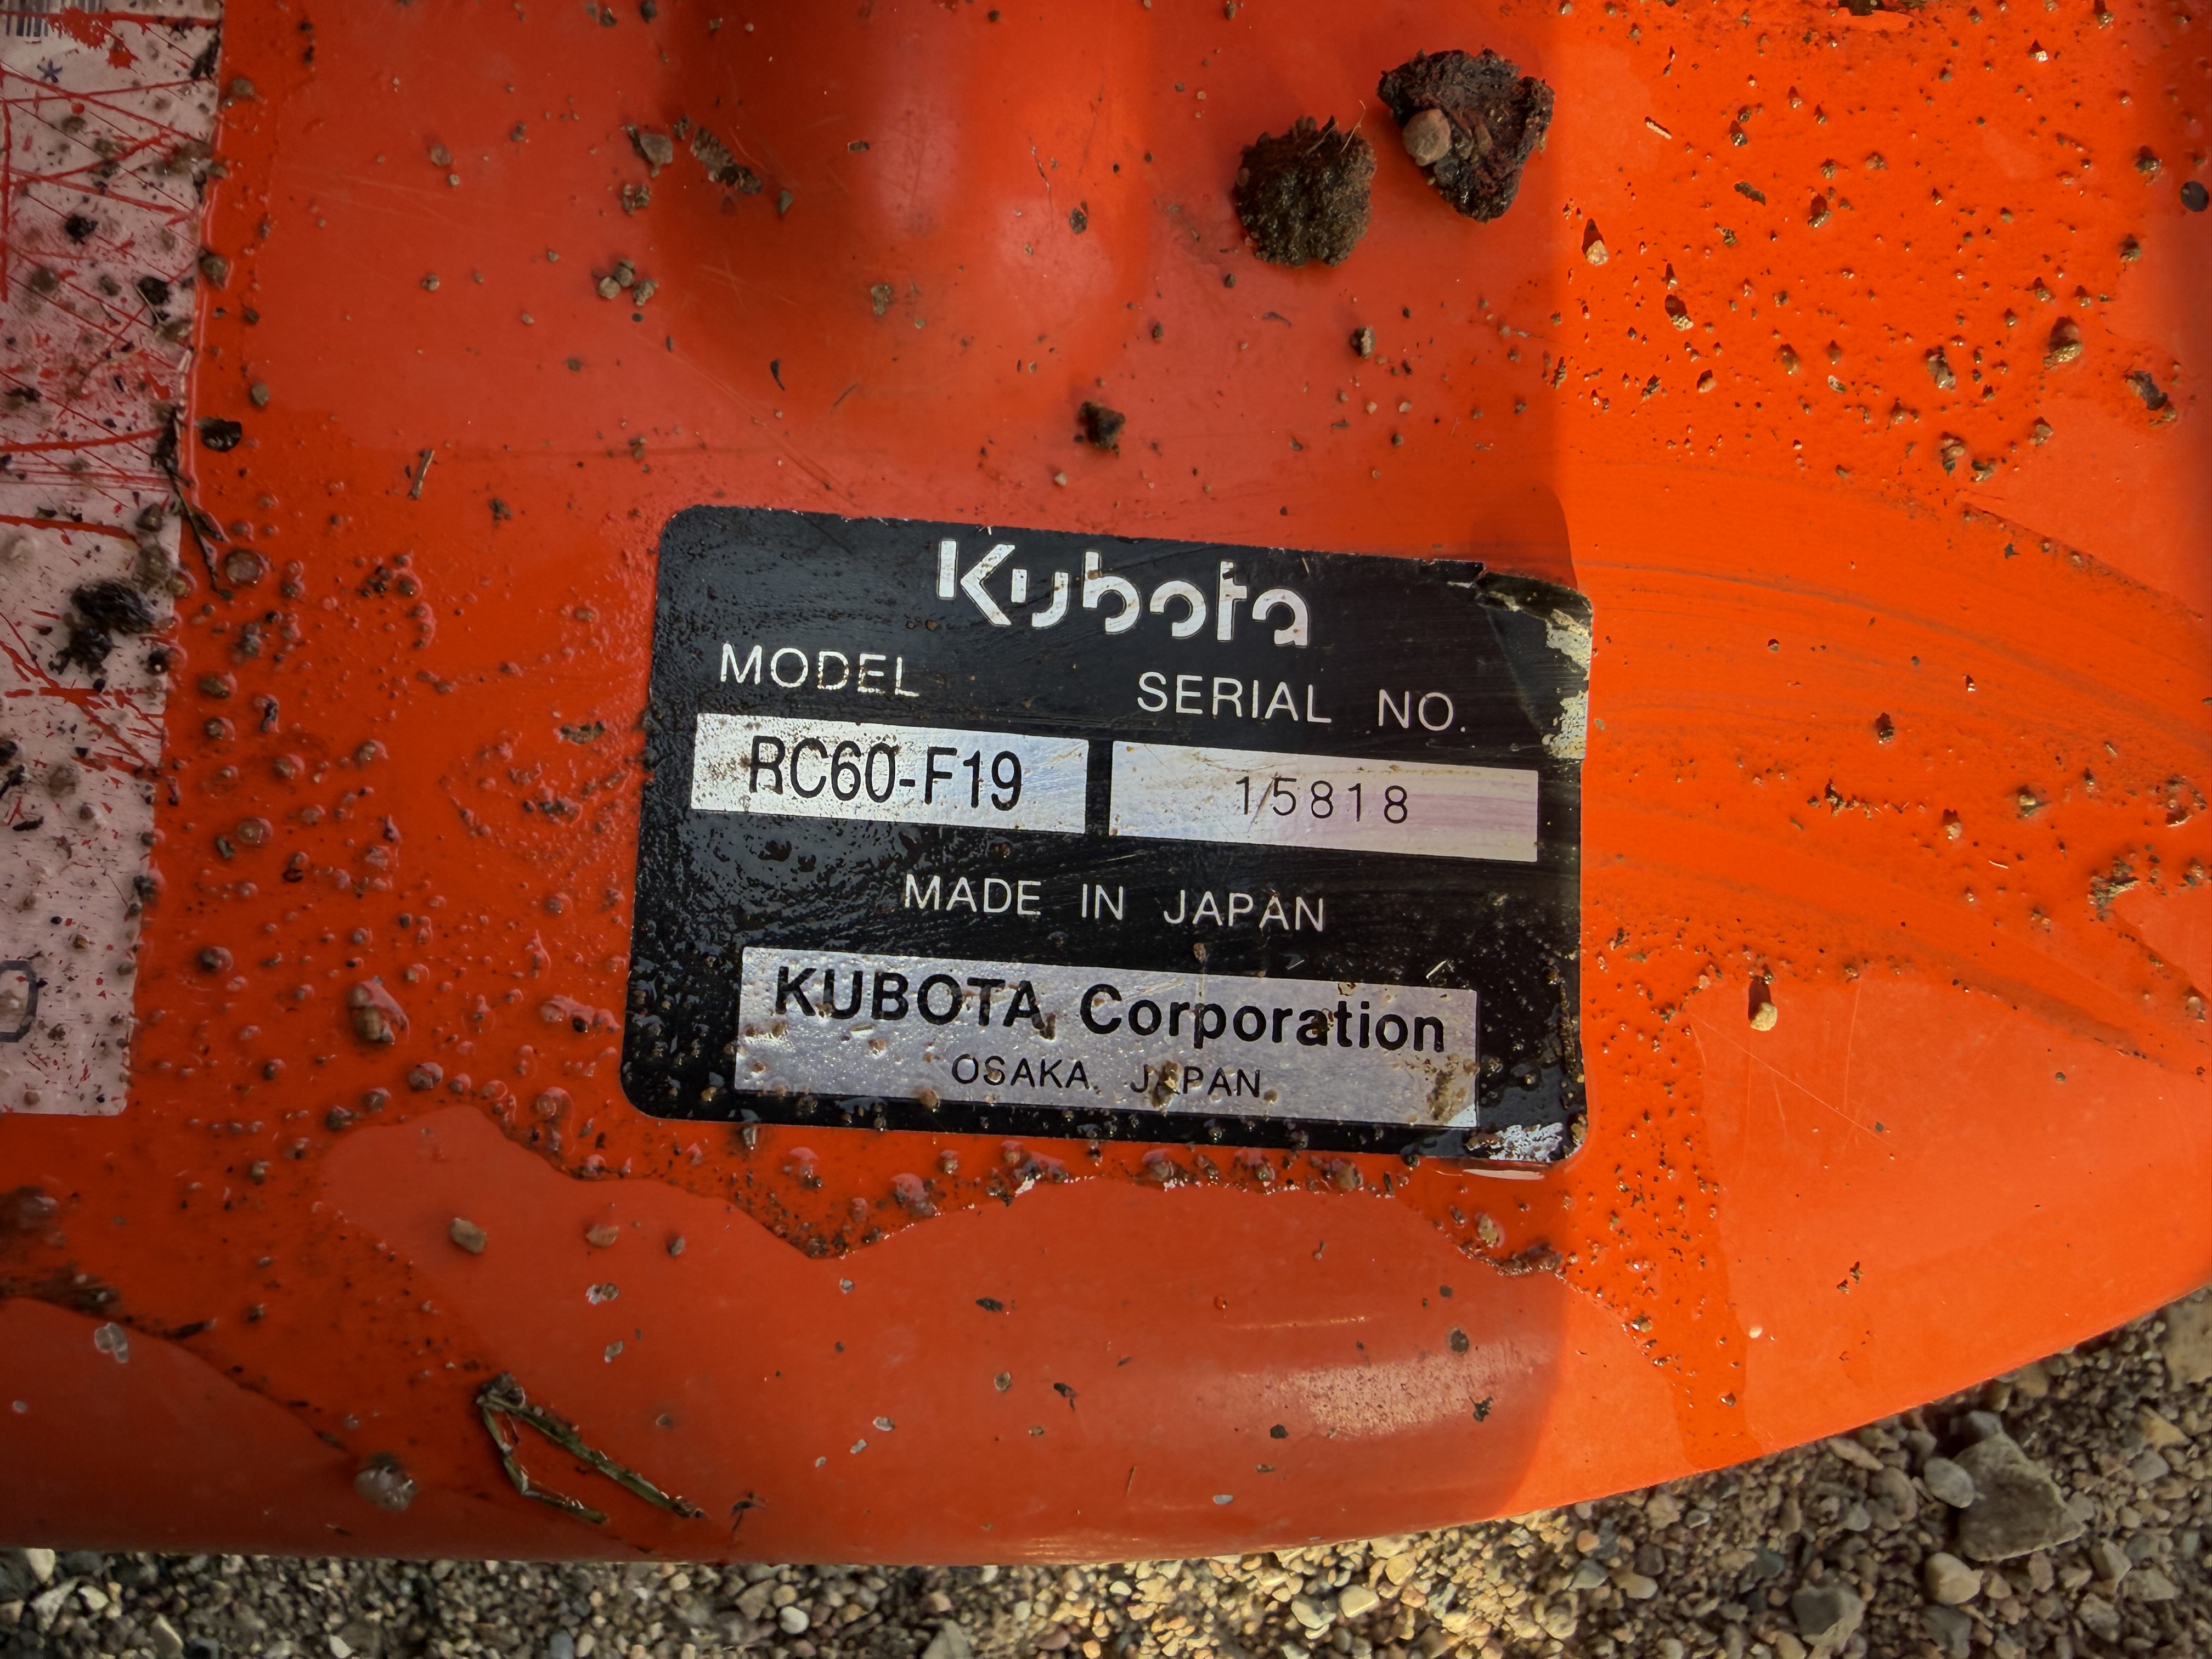 Kubota
MODEL SERIAL NO.
RC60-F19 15818
MADE IN JAPAN
KUBOTA Corporation
OSAKA, JAPAN